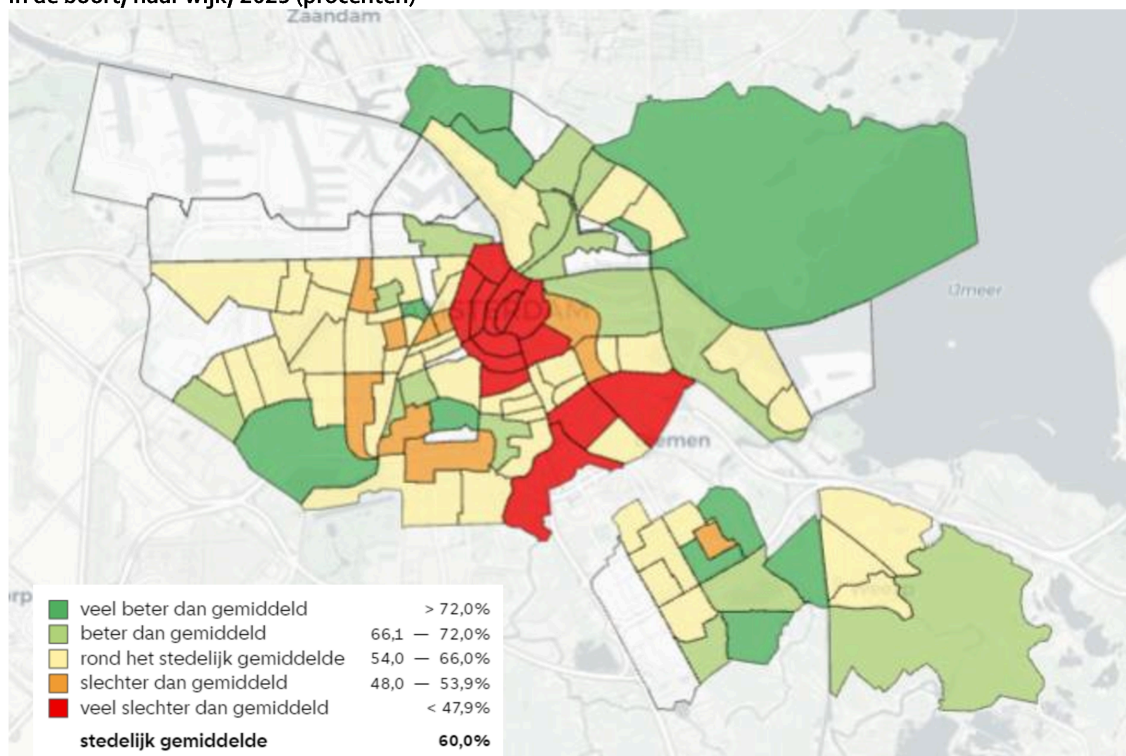 in de buurt, naar wijk, 2023 (procenten)
Zaandam
IJmeer
veel beter dan gemiddeld > 72,0%
beter dan gemiddeld 66,1 — 72,0%
rond het stedelijk gemiddelde 54,0 — 66,0%
slechter dan gemiddeld 48,0 — 53,9%
veel slechter dan gemiddeld < 47,9%
stedelijk gemiddelde 60,0%